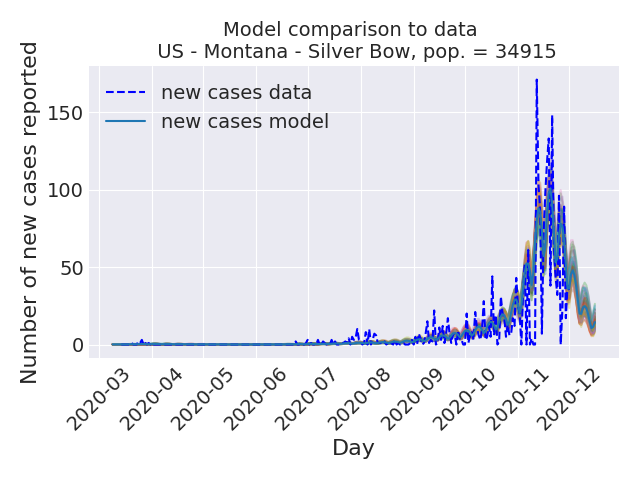 Model comparison to data
US - Montana - Silver Bow, pop. = 34915
Number of new cases reported
150
100
50
0
new cases data
new cases model
2020-03
2020-04
2020-05
2020-06
2020-07
2020-08
2020-09
2020-10
2020-11
2020-12
Day